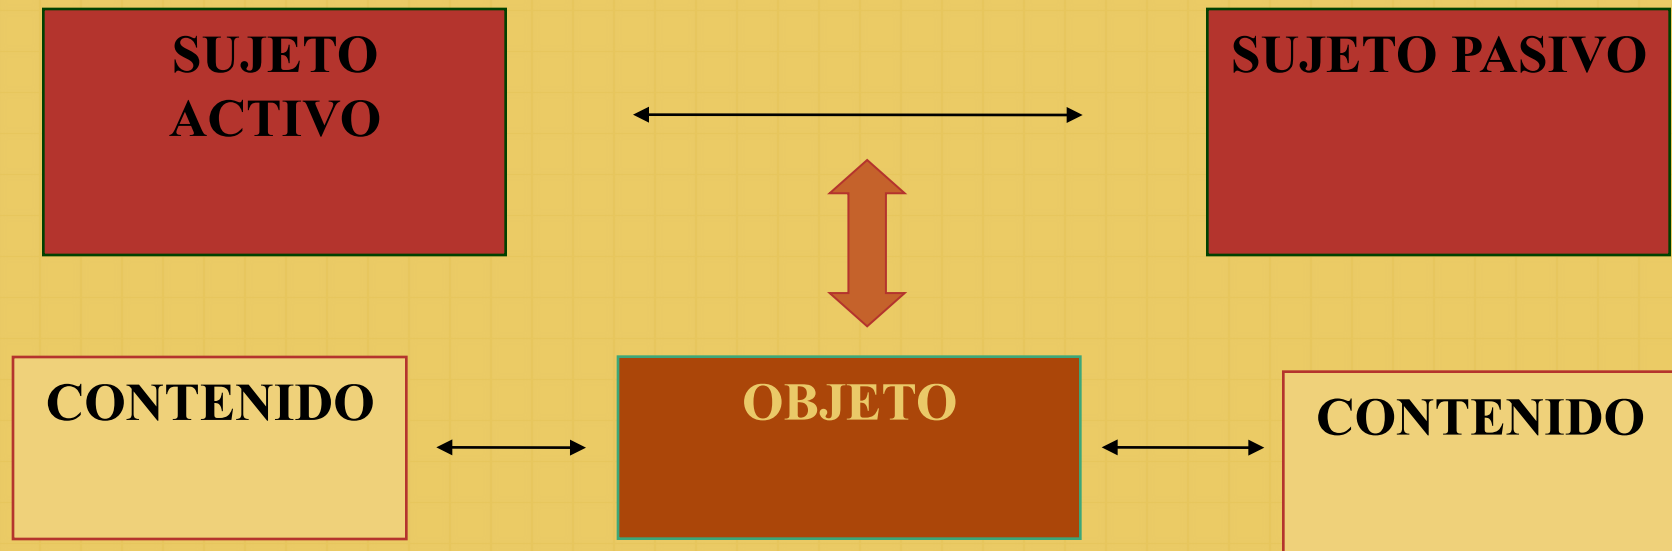 SUJETO
ACTIVO
SUJETO PASIVO
CONTENIDO
OBJETO
CONTENIDO